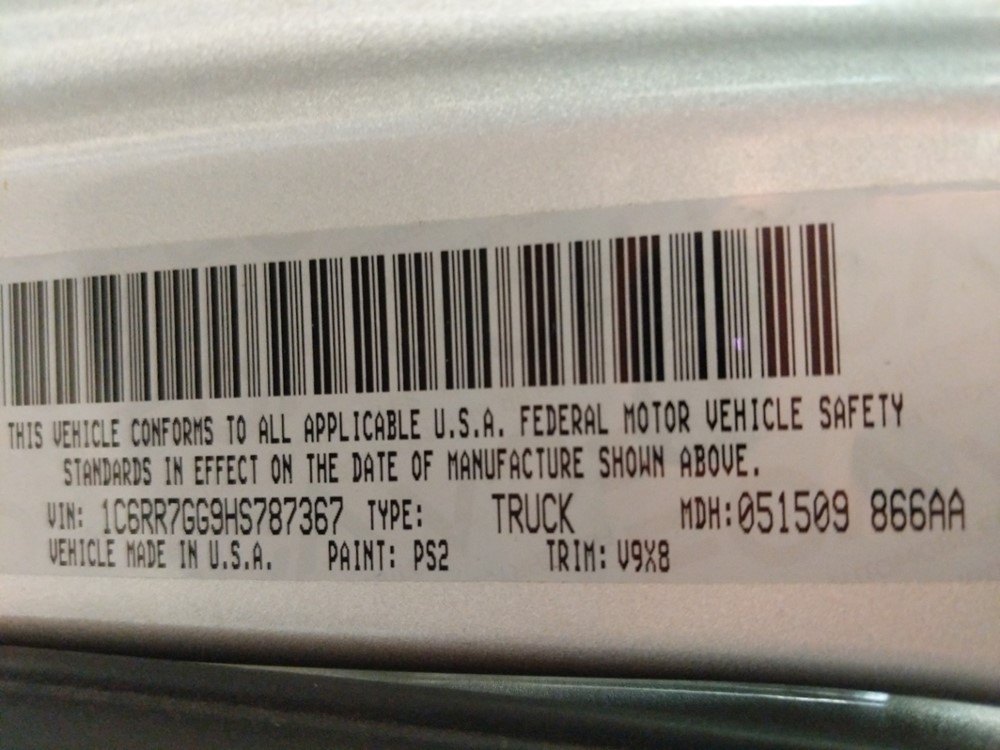 THIS VEHICLE CONFORMS TO ALL APPLICABLE U.S.A. FEDERAL MOTOR VEHICLE SAFETY
STANDARDS IN EFFECT ON THE DATE OF MANUFACTURE SHOWN ABOVE.
VIN: 1C6RR7GG9HS787367 TYPE: TRUCK MDH:051509 866AA
VEHICLE MADE IN U.S.A. PAINT: PS2 TRIM: V9X8